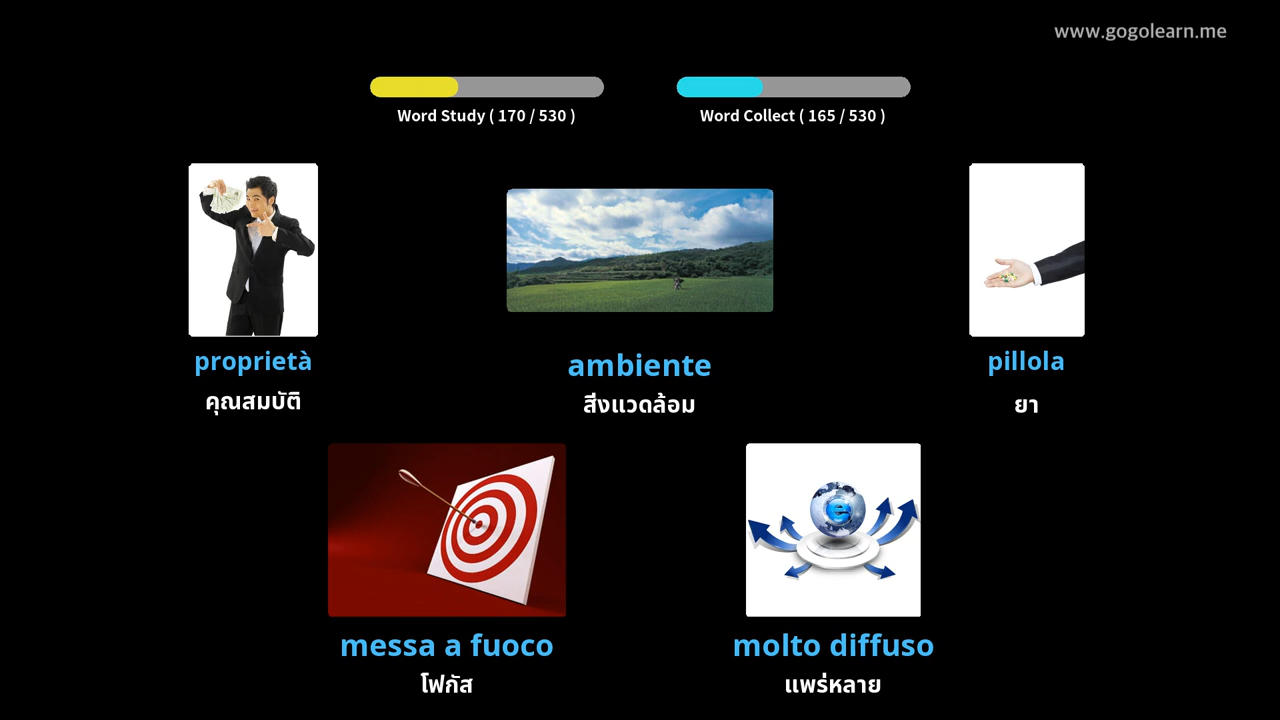 www.gogolearn.me
Word Study ( 170 / 530 )
Word Collect ( 165 / 530 )
proprietà
คุณสมบัติ
ambiente
สิ่งแวดล้อม
pillola
ยา
messa a fuoco
โฟกัส
molto diffuso
แพร่หลาย